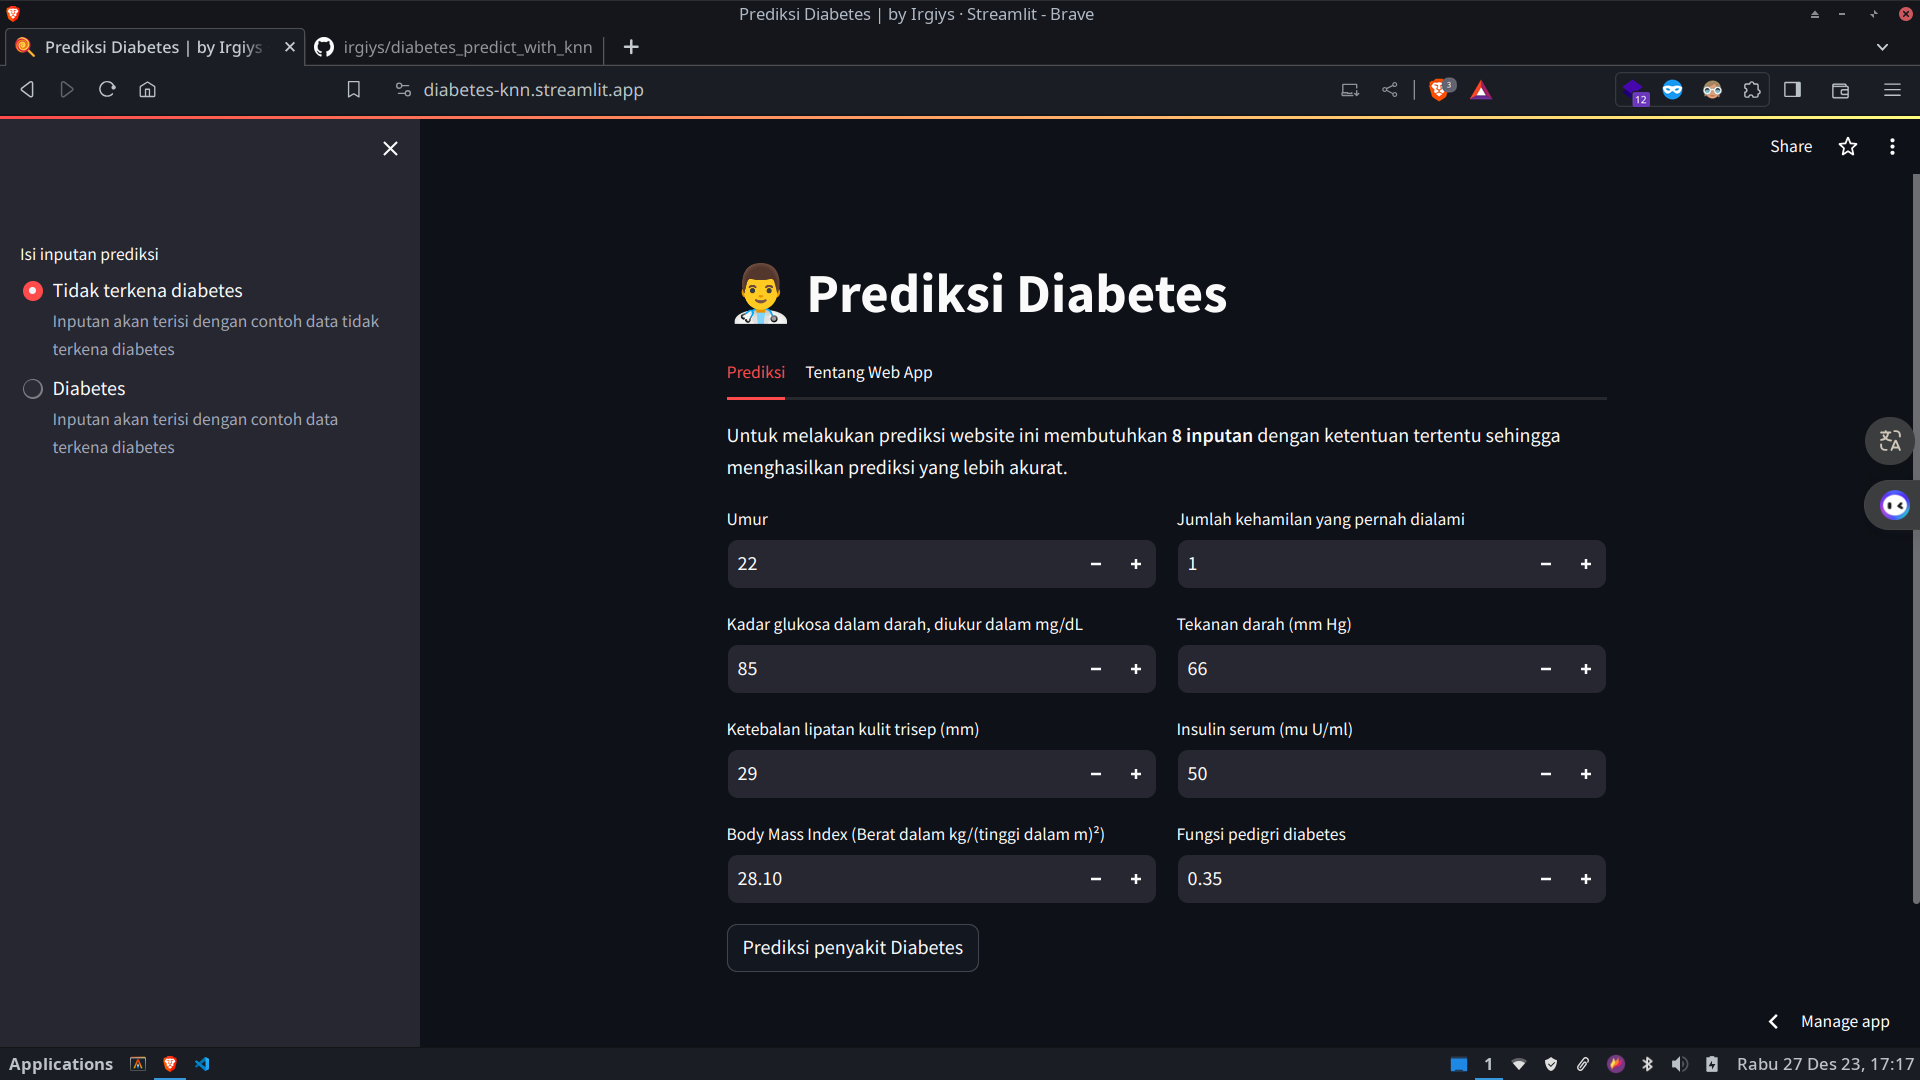 Prediksi Diabetes | by Irgiys · Streamlit - Brave
Prediksi Diabetes | by Irgiys
irgiys/diabetes_predict_with_knn
diabetes-knn.streamlit.app
3
12
Share
Isi inputan prediksi
Tidak terkena diabetes
Inputan akan terisi dengan contoh data tidak
terkena diabetes
Diabetes
Inputan akan terisi dengan contoh data
terkena diabetes
Prediksi Diabetes
Prediksi
Tentang Web App
Untuk melakukan prediksi website ini membutuhkan 8 inputan dengan ketentuan tertentu sehingga
menghasilkan prediksi yang lebih akurat.
Umur
Jumlah kehamilan yang pernah dialami
22
1
Kadar glukosa dalam darah, diukur dalam mg/dL
Tekanan darah (mm Hg)
85
66
Ketebalan lipatan kulit trisep (mm)
Insulin serum (mu U/ml)
29
50
Body Mass Index (Berat dalam kg/(tinggi dalam m)²)
Fungsi pedigri diabetes
28.10
0.35
Prediksi penyakit Diabetes
Manage app
Applications
1
Rabu 27 Des 23, 17:17